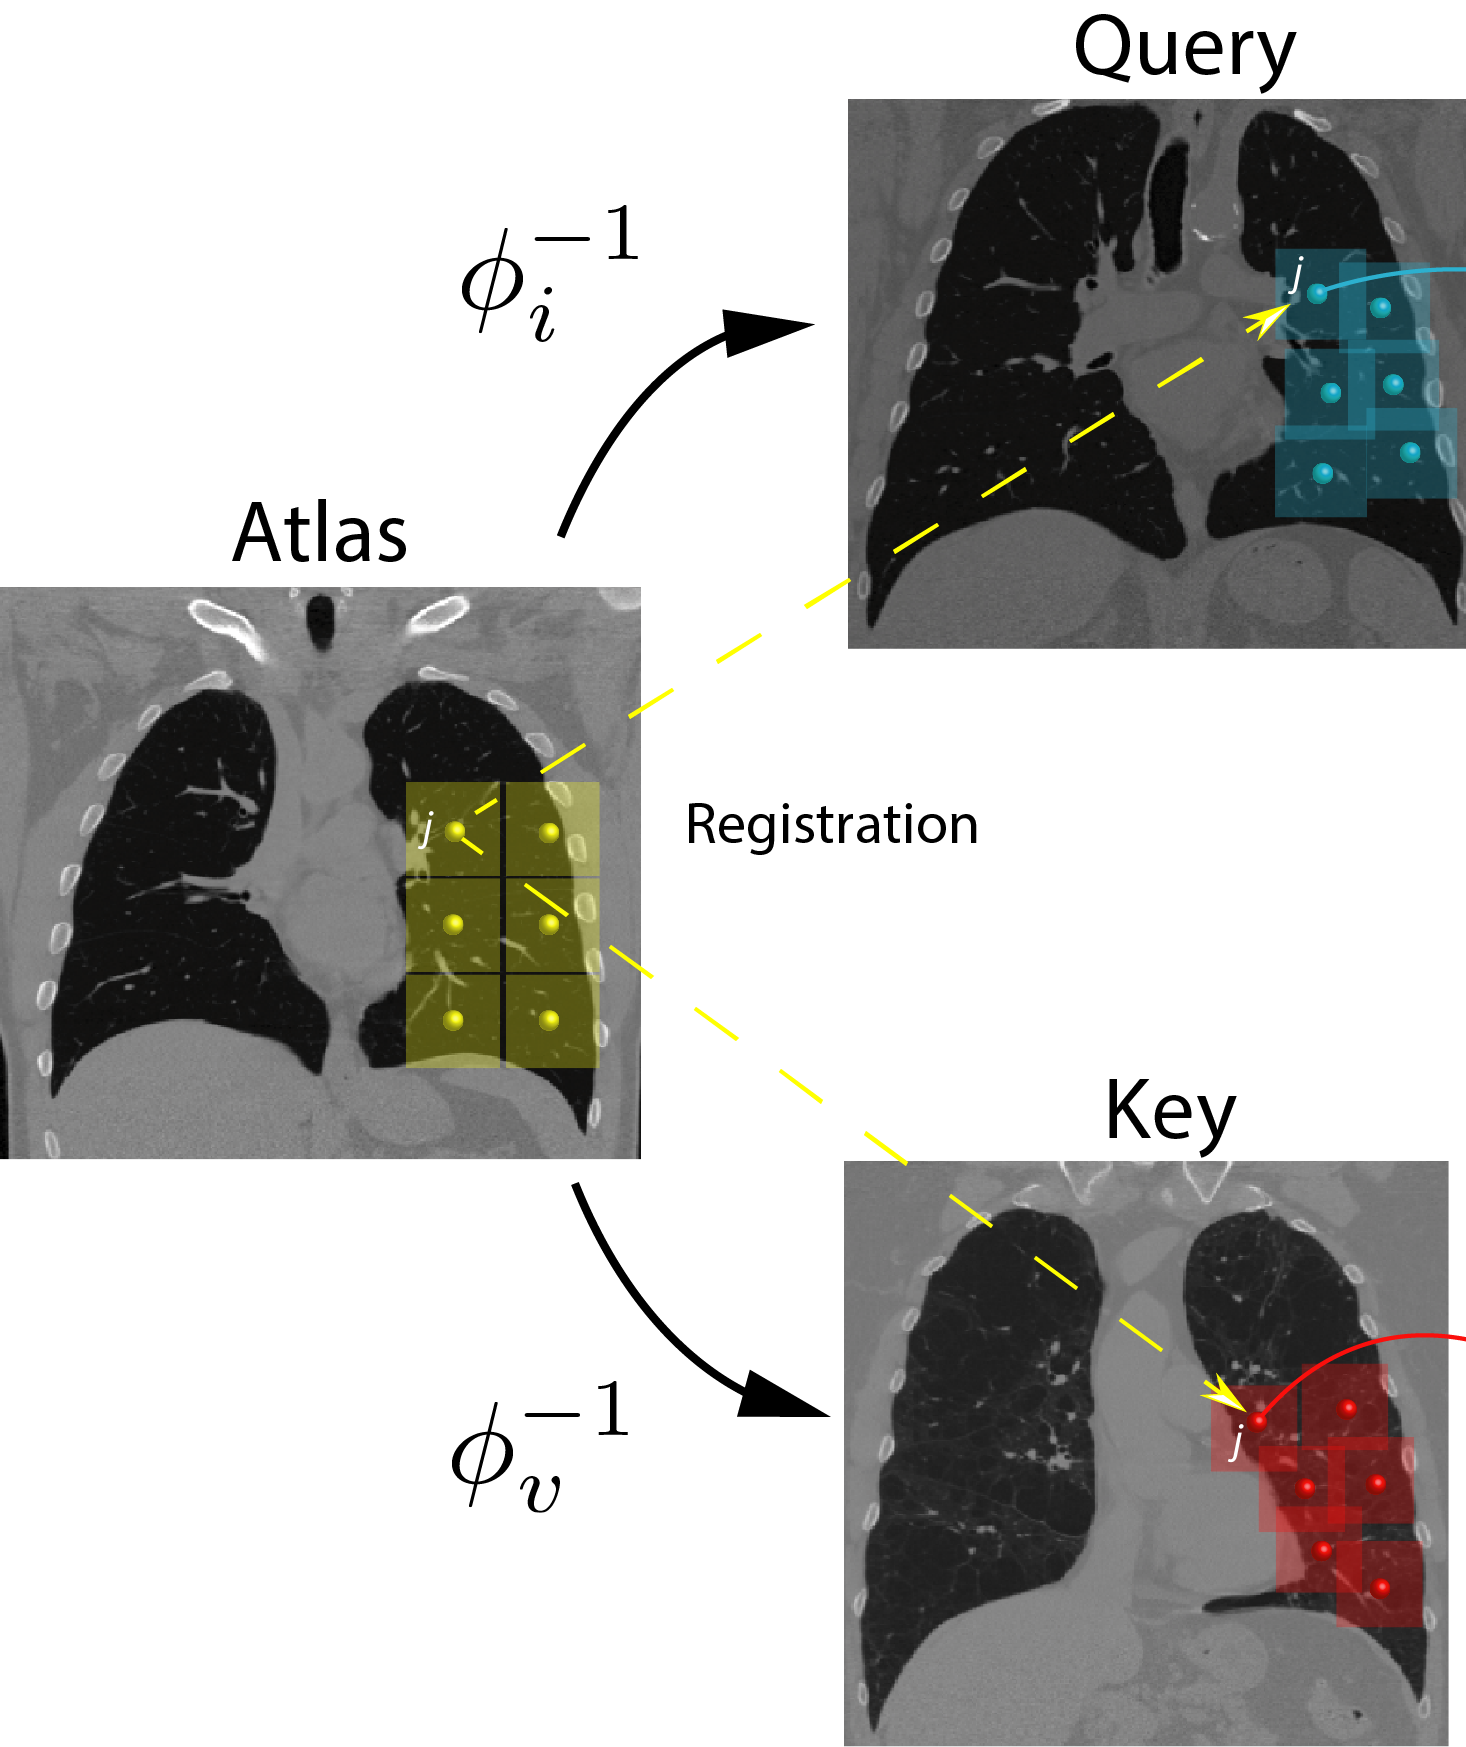 Query
j
ϕ_i^{-1}
Atlas
j
Registration
Key
j
ϕ_v^{-1}